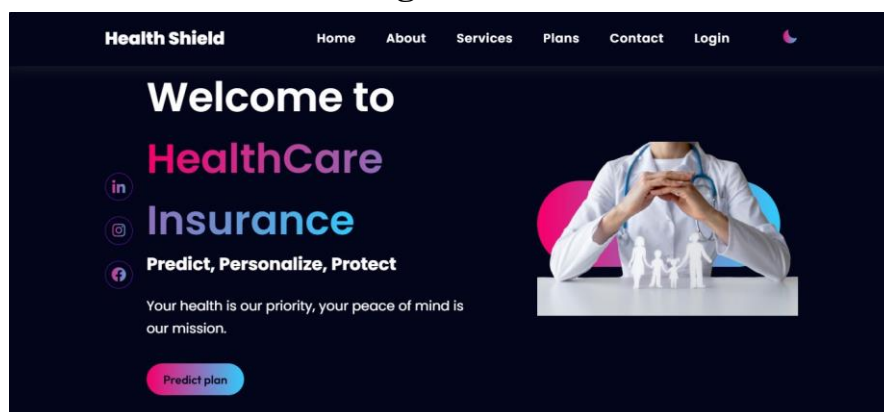 Health Shield Home About Services Plans Contact Login
Welcome to
HealthCare
in
Insurance
Predict, Personalize, Protect
Your health is our priority, your peace of mind is
our mission.
Predict plan